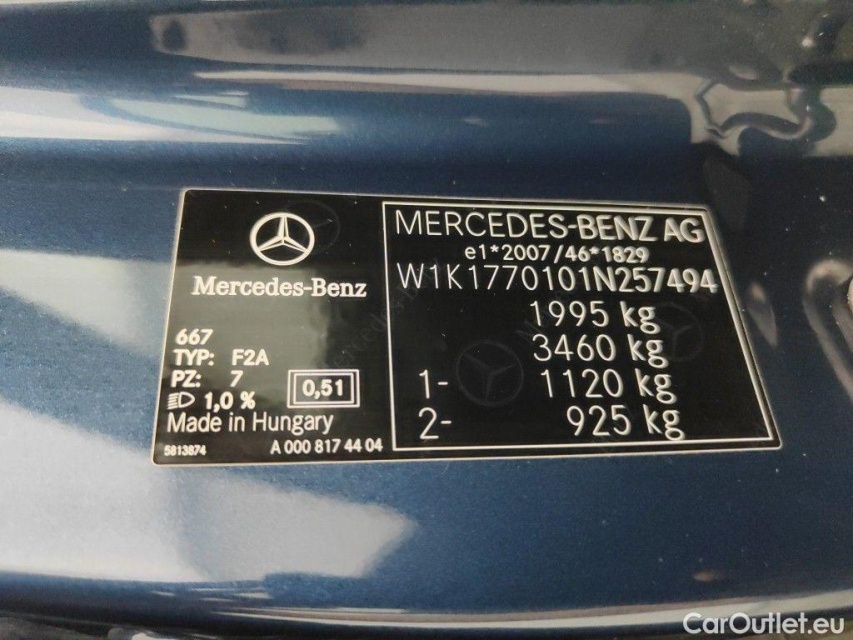 Mercedes-Benz
667
TYP: F2A
PZ: 7
0,51
1,0 %
Made in Hungary
5813874
A 000 817 44 04
MERCEDES-BENZ AG
e1*2007/46*1829
W1K1770101N257494
1995 kg
3460 kg
1- 1120 kg
2- 925 kg
CarOutlet.eu